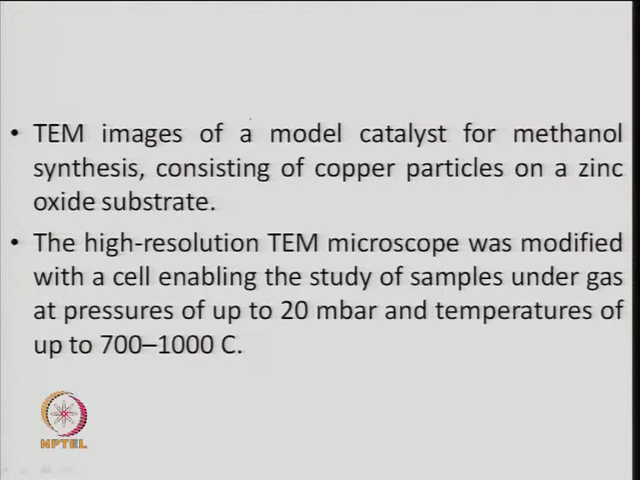 • TEM images of a model catalyst for methanol
synthesis, consisting of copper particles on a zinc
oxide substrate.
• The high-resolution TEM microscope was modified
with a cell enabling the study of samples under gas
at pressures of up to 20 mbar and temperatures of
up to 700–1000 C.
NPTEL